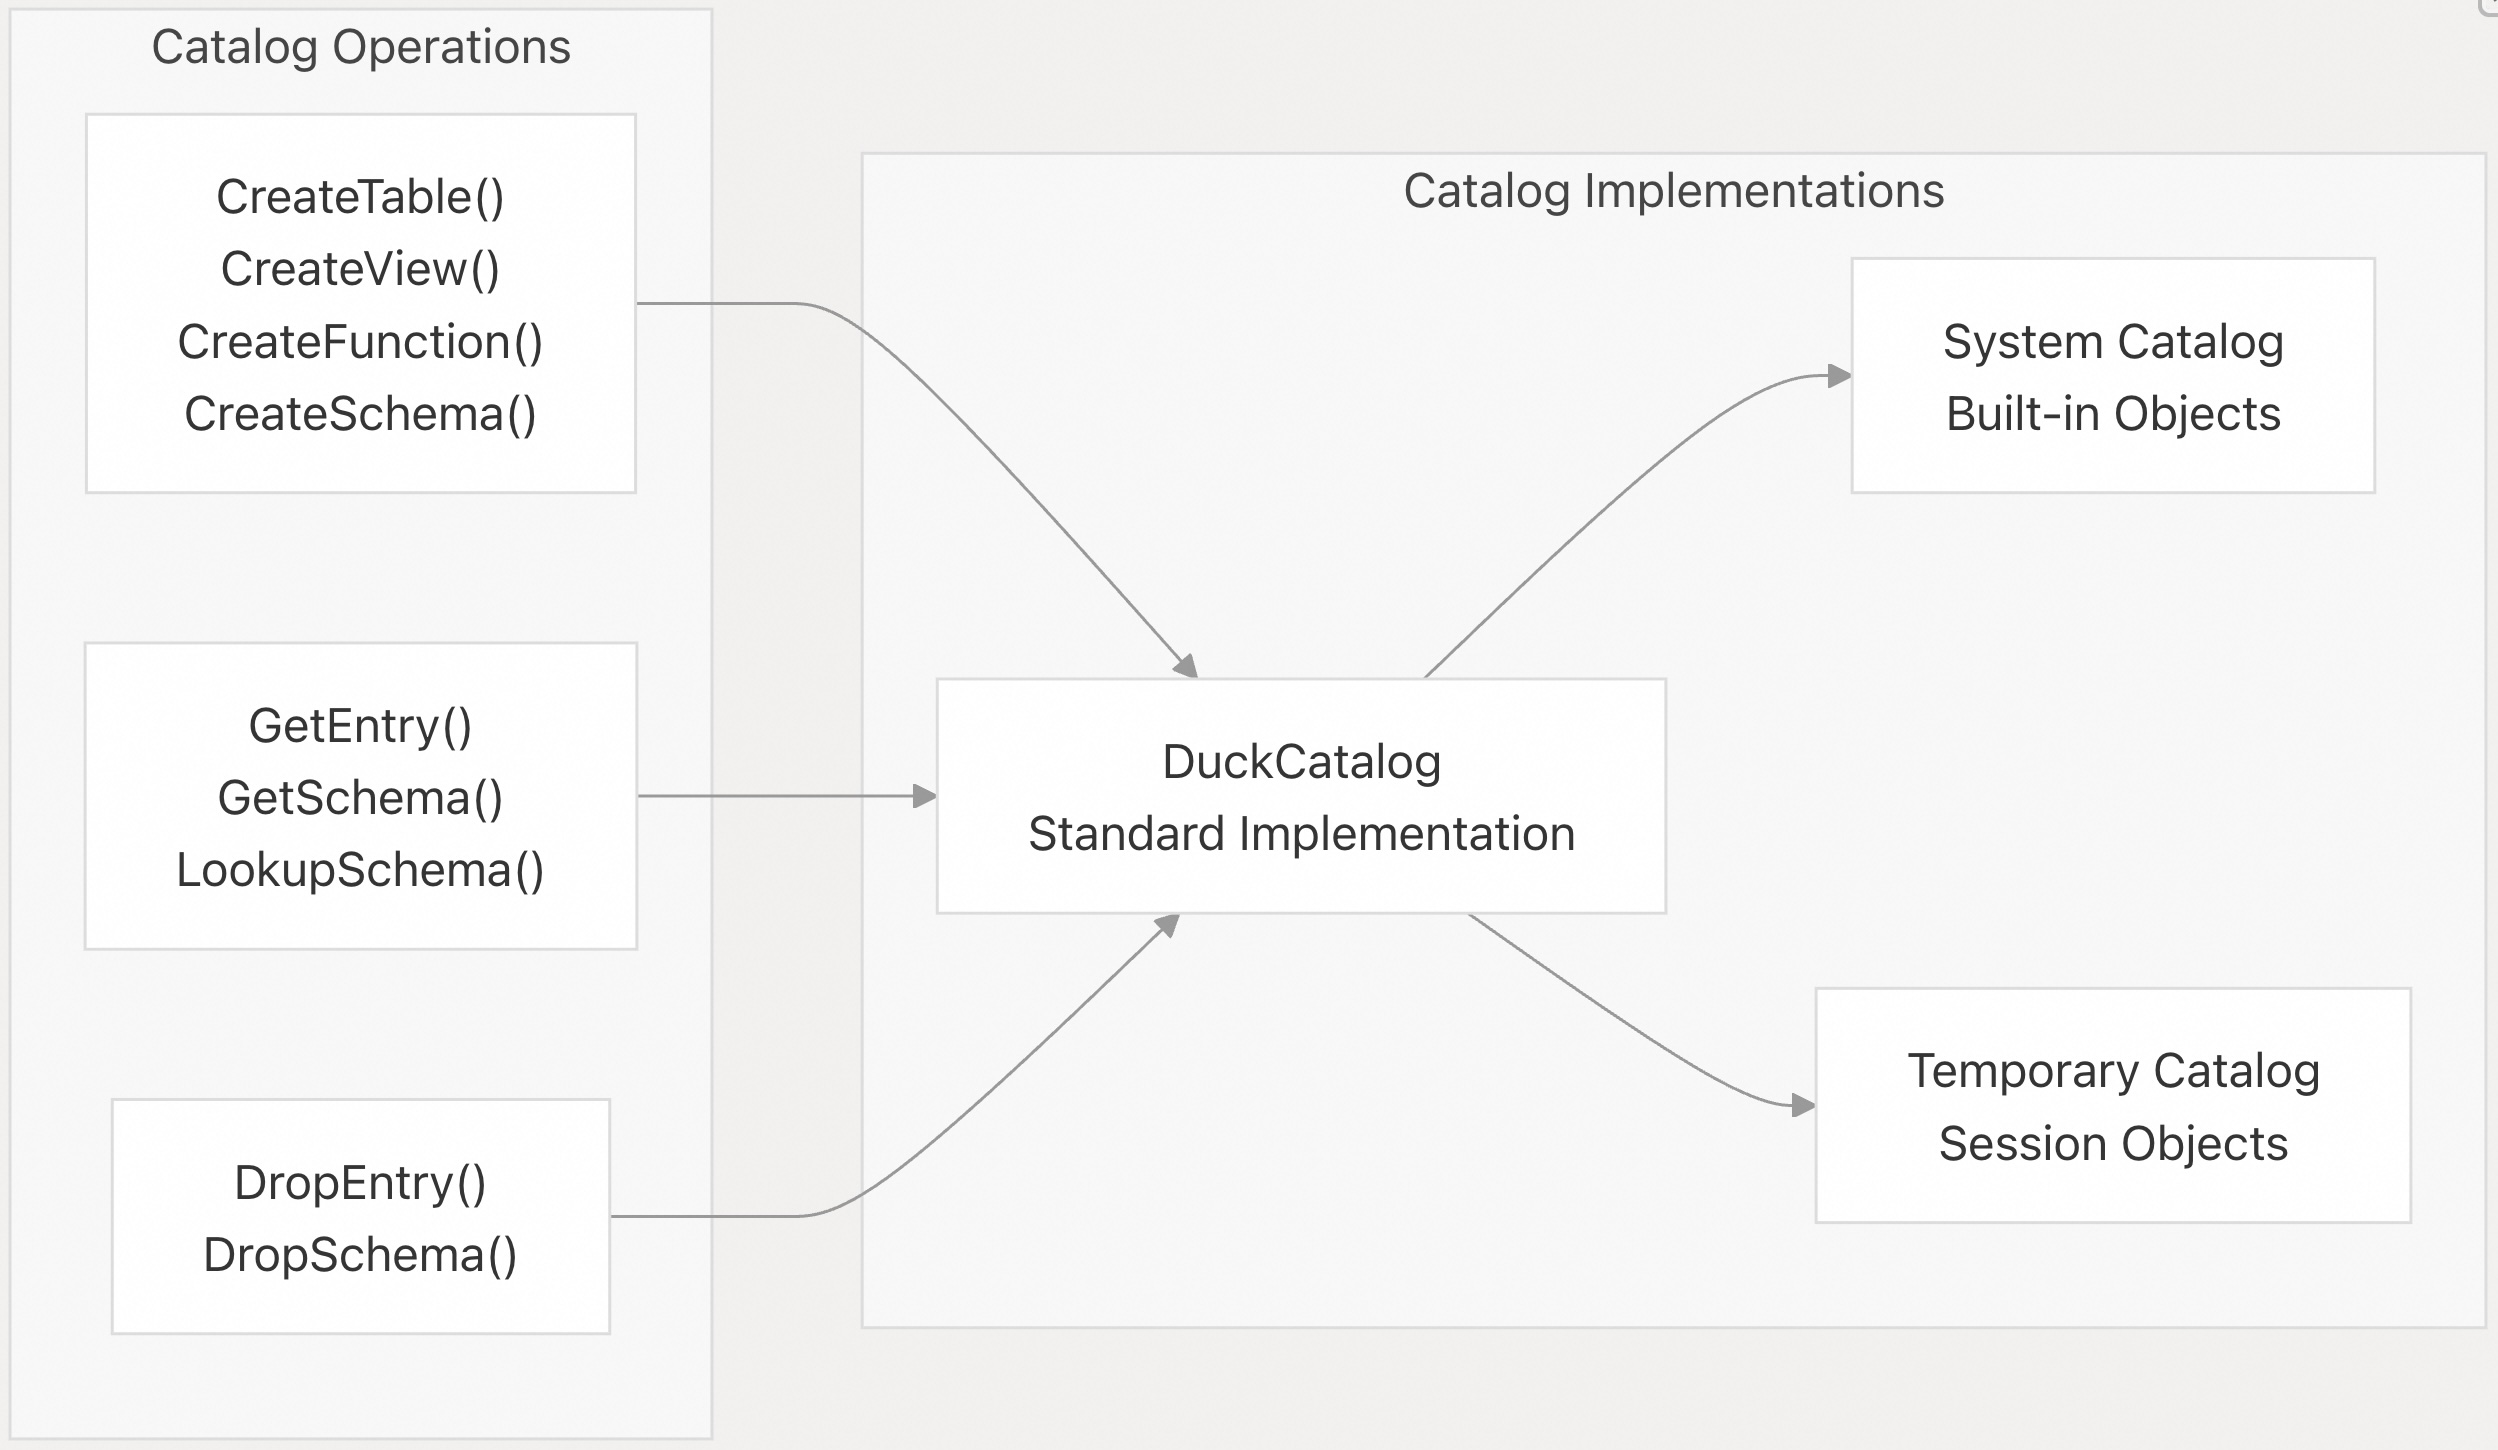 Catalog Operations
CreateTable()
CreateView()
CreateFunction()
CreateSchema()
GetEntry()
GetSchema()
LookupSchema()
DropEntry()
DropSchema()
Catalog Implementations
DuckCatalog
Standard Implementation
System Catalog
Built-in Objects
Temporary Catalog
Session Objects